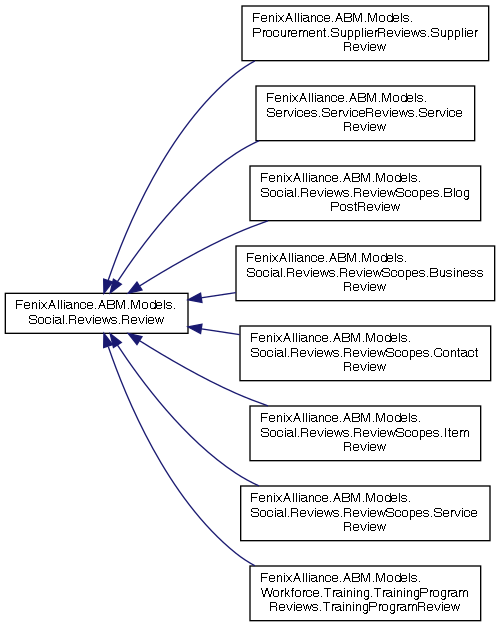 FenixAlliance.ABM.Models.
Procurement.SupplierReviews.Supplier
Review
FenixAlliance.ABM.Models.
Services.ServiceReviews.Service
Review
FenixAlliance.ABM.Models.
Social.Reviews.ReviewScopes.Blog
PostReview
FenixAlliance.ABM.Models.
Social.Reviews.ReviewScopes.Business
Review
FenixAlliance.ABM.Models.
Social.Reviews.Review
FenixAlliance.ABM.Models.
Social.Reviews.ReviewScopes.Contact
Review
FenixAlliance.ABM.Models.
Social.Reviews.ReviewScopes.Item
Review
FenixAlliance.ABM.Models.
Social.Reviews.ReviewScopes.Service
Review
FenixAlliance.ABM.Models.
Workforce.Training.TrainingProgram
Reviews.TrainingProgramReview